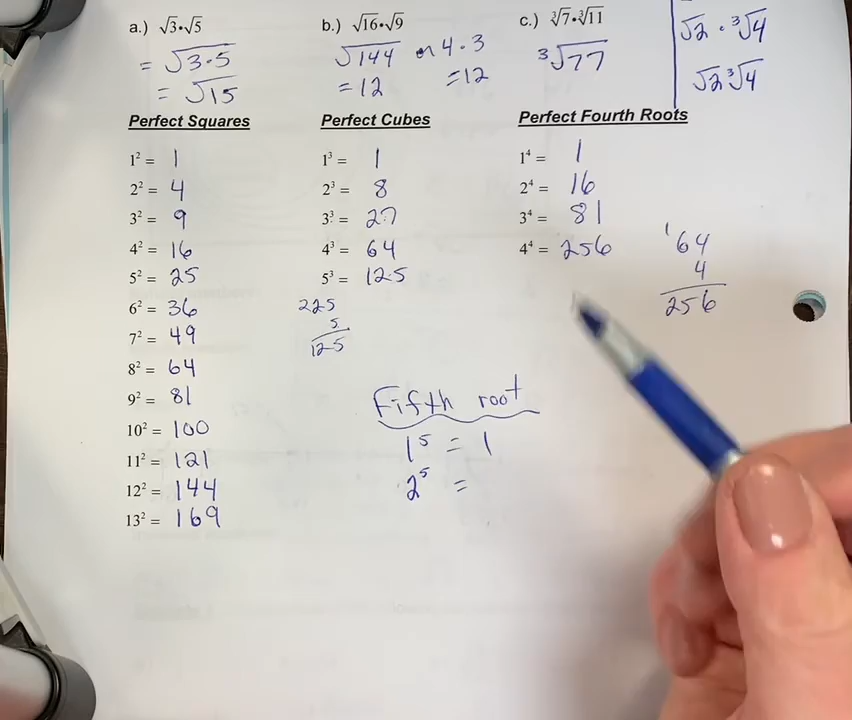 a.) √3·√5
= √3·5
= √15
b.) √16·√9
√144 or 4·3
= 12 =12
c.) ∛7·∛11
³√77
√2 · ³√4
√2 ³√4
Perfect Squares
1² = 1
2² = 4
3² = 9
4² = 16
5² = 25
6² = 36
7² = 49
8² = 64
9² = 81
10² = 100
11² = 121
12² = 144
13² = 169
Perfect Cubes
1³ = 1
2³ = 8
3³ = 27
4³ = 64
5³ = 125
225
5
125
Perfect Fourth Roots
1⁴ = 1
2⁴ = 16
3⁴ = 81
4⁴ = 256
1
64
4
256
Fifth root
1⁵ = 1
2⁵ =